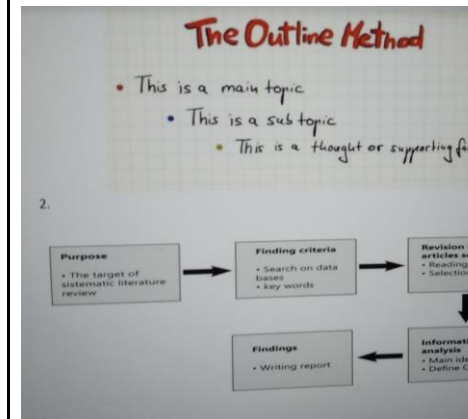 The Outline Method
• This is a main topic
• This is a sub topic
• This is a thought or supporting
2.
Purpose
• The target of
sistematic literature
review
Finding criteria
• Search on data
bases
• key words
Revision
articles
• Reading
• Selection
Findings
• Writing report
analysis
• Main
• Define